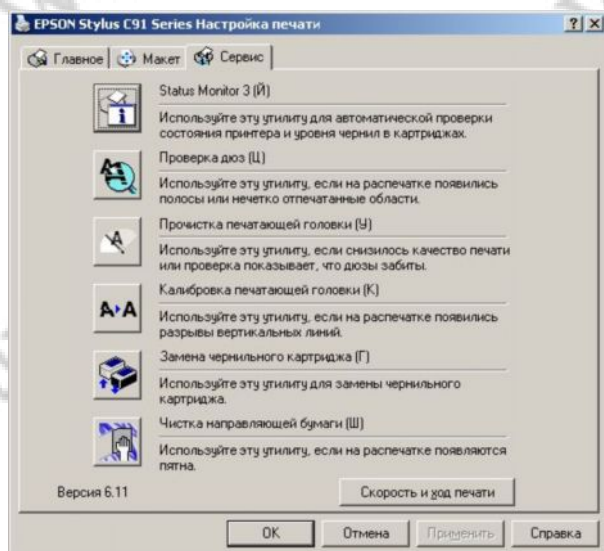 EPSON Stylus C91 Series Настройка печати
Главное Макет Сервис
Status Monitor 3 (Й)
Используйте эту утилиту для автоматической проверки
состояния принтера и уровня чернил в картриджах.
Проверка дюз (Ц)
Используйте эту утилиту, если на распечатке появились
полосы или нечетко отпечатанные области.
Прочистка печатающей головки (У)
Используйте эту утилиту, если снизилось качество печати
или проверка показывает, что дюзы забиты.
Калибровка печатающей головки (К)
Используйте эту утилиту, если на распечатке появились
разрывы вертикальных линий.
Замена чернильного картриджа (Г)
Используйте эту утилиту для замены чернильного
картриджа.
Чистка направляющей бумаги (Ш)
Используйте эту утилиту, если на распечатке появляются
пятна.
Версия 6.11
Скорость и ход печати
OK Отмена Применить Справка